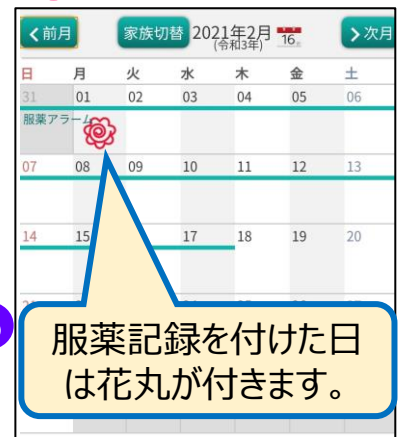 前月 家族切替 2021年2月 16 次月
(令和3年)
日 月 火 水 木 金 土
31 01 02 03 04 05 06
服薬アラーム
07 08 09 10 11 12 13
14 15 17 18 19 20
服薬記録を付けた日
は花丸が付きます。